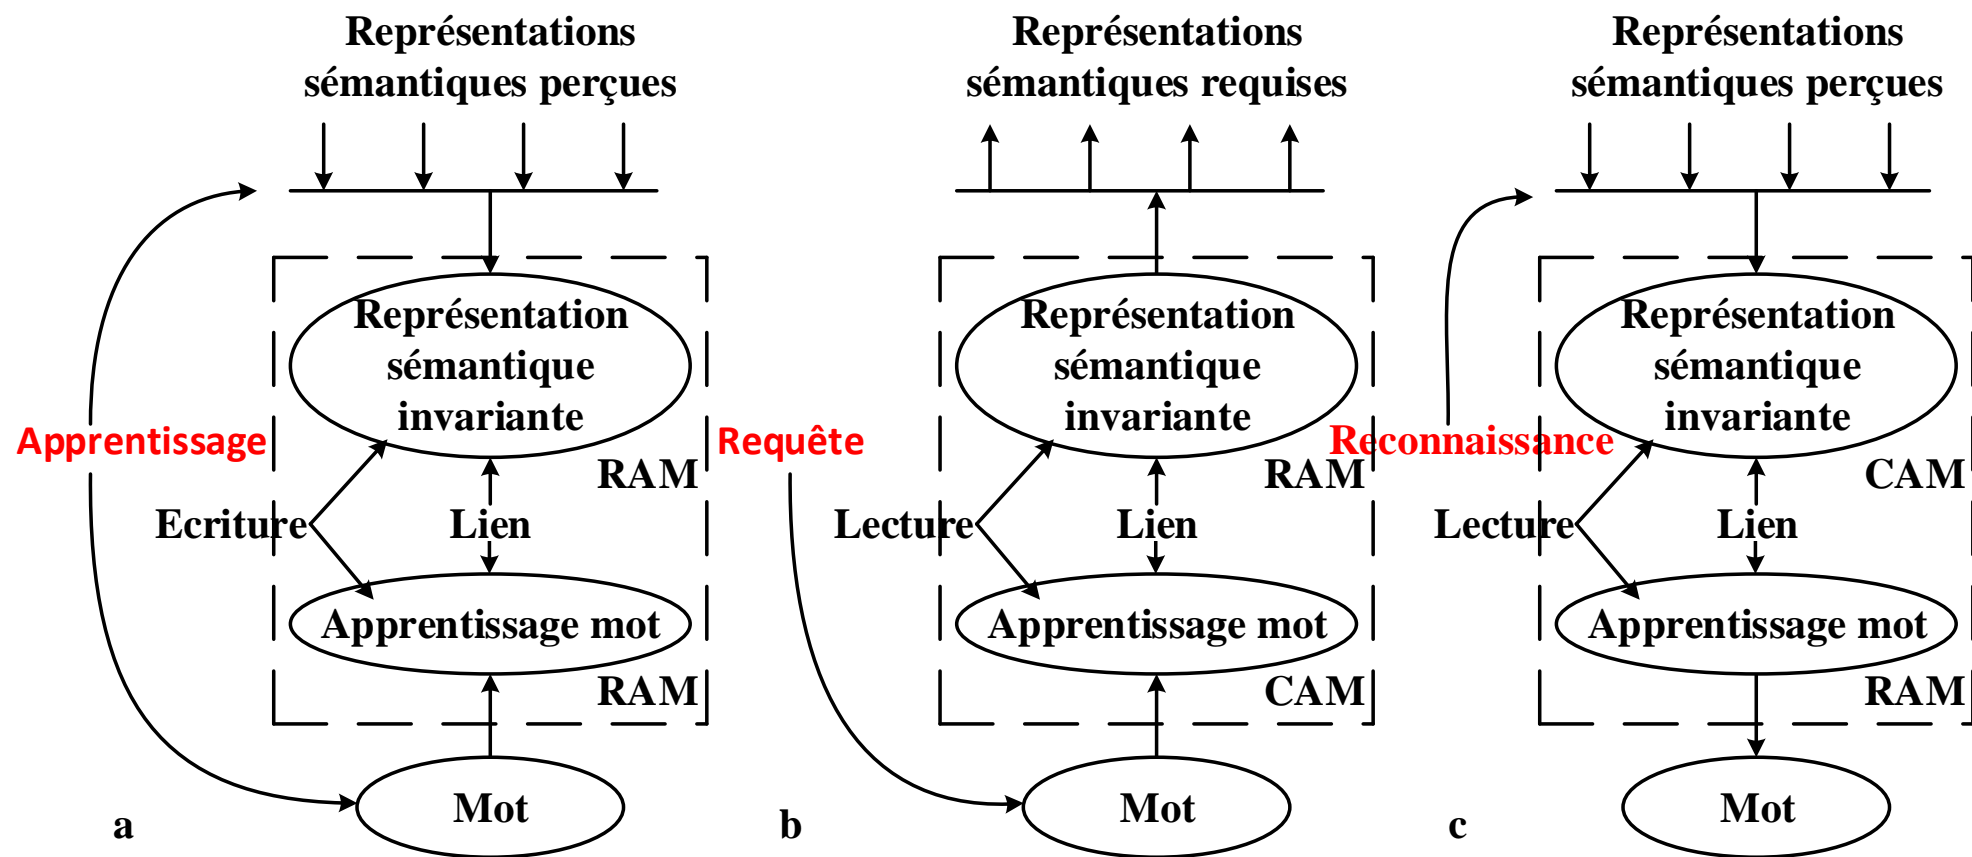 Représentations
sémantiques perçues
Apprentissage
Représentation
sémantique
invariante
RAM
Ecriture
Lien
Apprentissage mot
RAM
Mot
a
Représentations
sémantiques requises
Requête
Représentation
sémantique
invariante
RAM
Lecture
Lien
Apprentissage mot
CAM
Mot
b
Représentations
sémantiques perçues
Reconnaissance
Représentation
sémantique
invariante
CAM
Lecture
Lien
Apprentissage mot
RAM
Mot
c